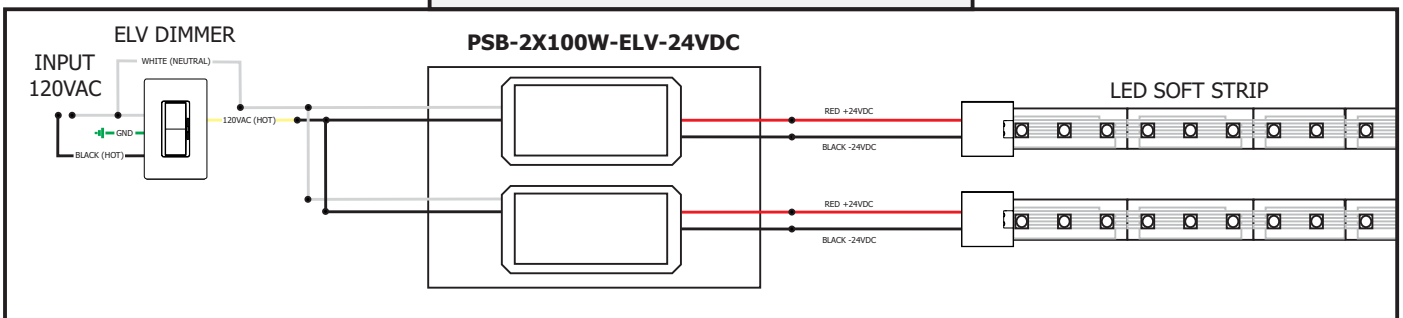 ELV DIMMER
PSB-2X100W-ELV-24VDC
INPUT
120VAC
WHITE (NEUTRAL)
LED SOFT STRIP
RED +24VDC
120VAC (HOT)
GND
BLACK (HOT)
BLACK -24VDC
RED +24VDC
BLACK -24VDC